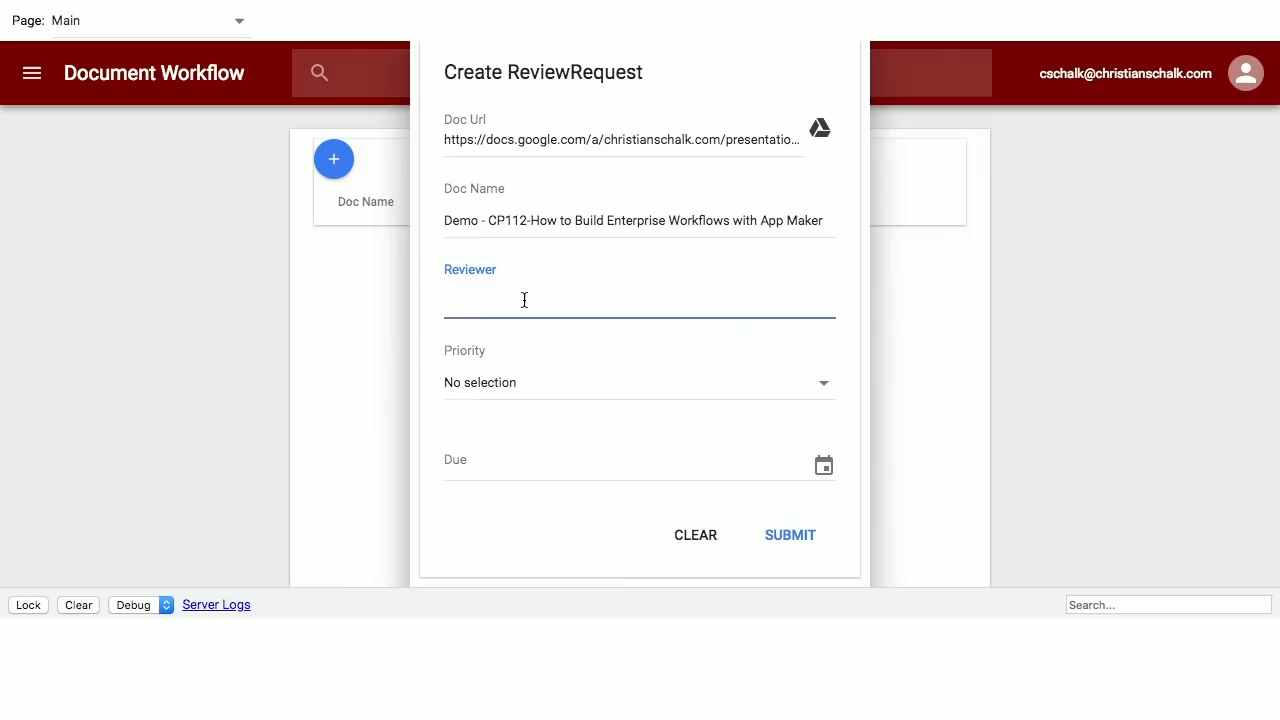 Page: Main
Document Workflow
cschalk@christianschalk.com
Create ReviewRequest
Doc Url
https://docs.google.com/a/christianschalk.com/presentatio...
Doc Name
Doc Name
Demo - CP112-How to Build Enterprise Workflows with App Maker
Reviewer
Priority
No selection
Due
CLEAR SUBMIT
Lock Clear Debug Server Logs Search...